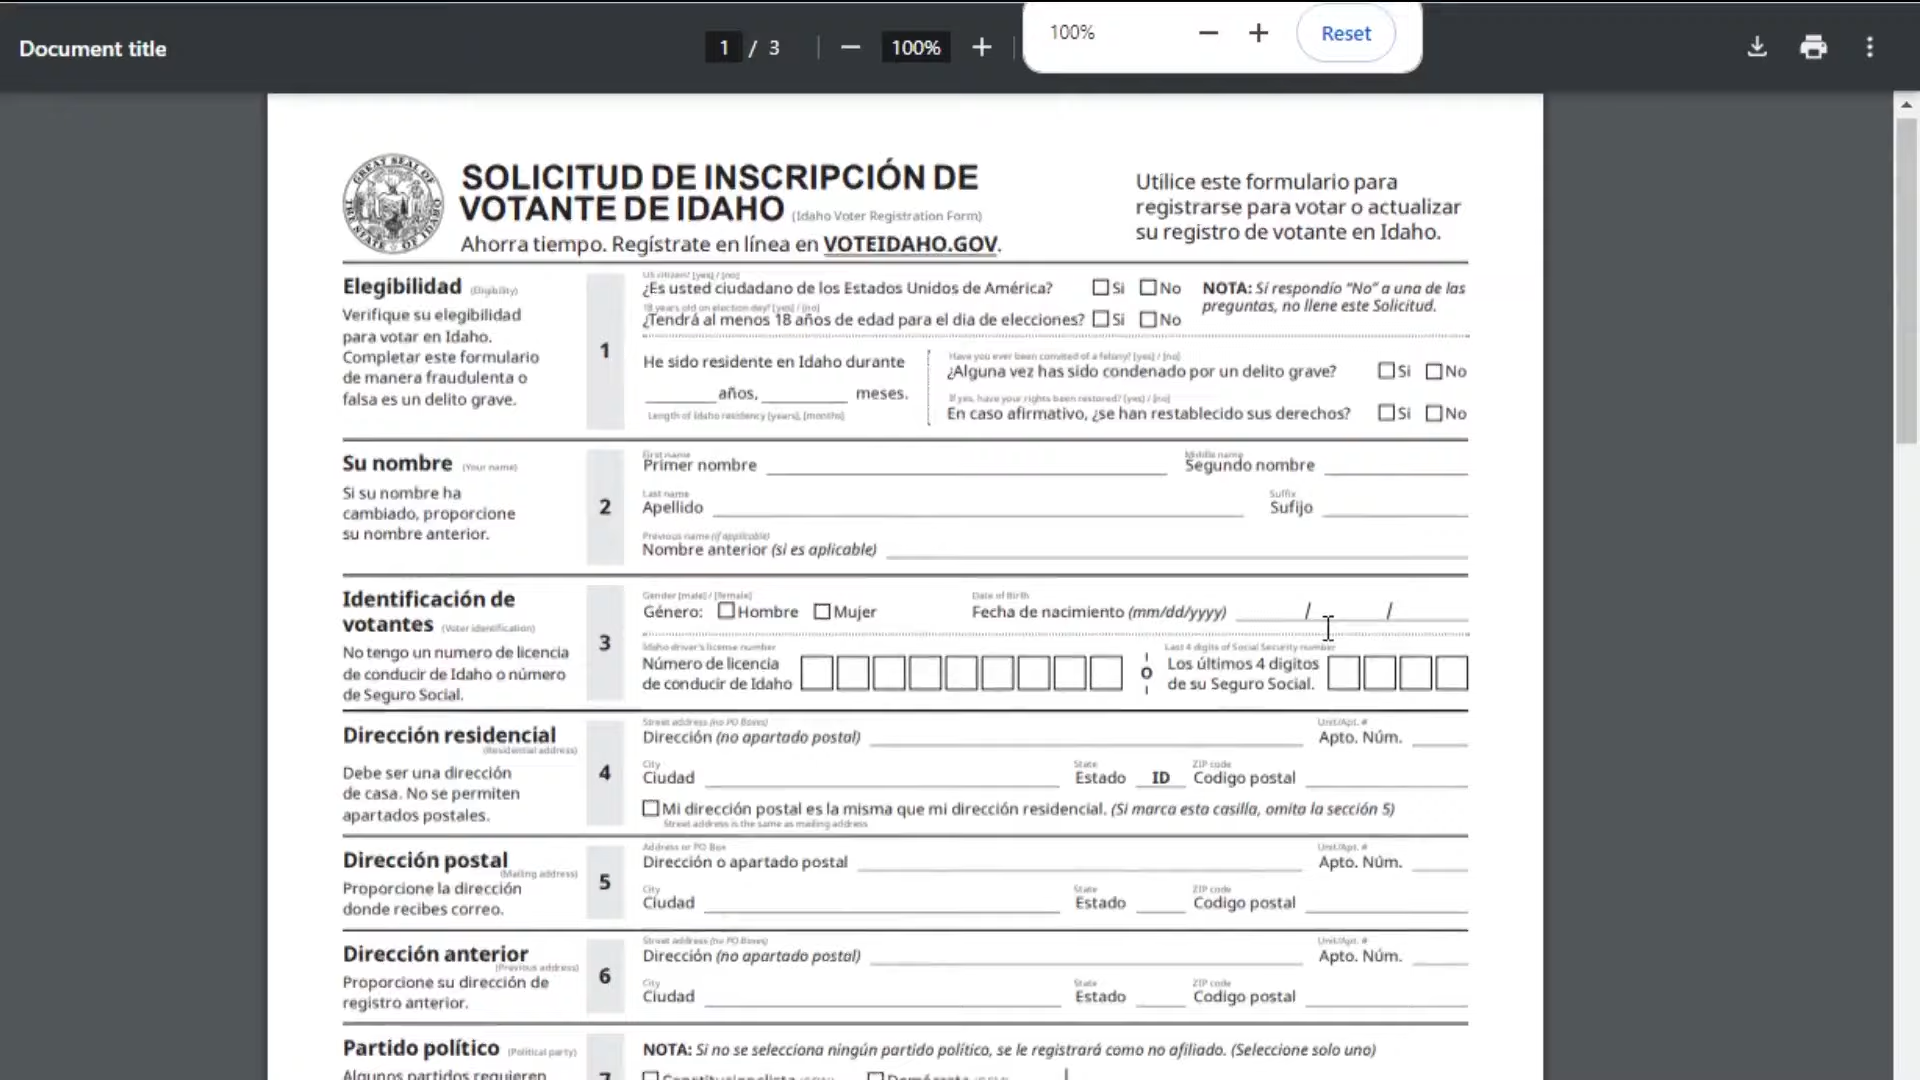 Document title
1 / 3
100%
100%
Reset
GREAT SEAL OF
THE STATE OF IDAHO
SOLICITUD DE INSCRIPCIÓN DE
VOTANTE DE IDAHO (Idaho Voter Registration Form)
Ahorra tiempo. Regístrate en línea en VOTEIDAHO.GOV.
Utilice este formulario para
registrarse para votar o actualizar
su registro de votante en Idaho.
Elegibilidad (Eligibility)
Verifique su elegibilidad
para votar en Idaho.
Completar este formulario
de manera fraudulenta o
falsa es un delito grave.
1
US citizen? [yes] / [no]
¿Es usted ciudadano de los Estados Unidos de América? Si No
18 years old on election day? [yes] / [no]
¿Tendrá al menos 18 años de edad para el dia de elecciones? Si No
NOTA: Si respondío “No” a una de las
preguntas, no llene este Solicitud.
He sido residente en Idaho durante
años, meses.
Length of Idaho residency [years], [months]
Have you ever been convited of a felony? [yes] / [no]
¿Alguna vez has sido condenado por un delito grave? Si No
If yes, have your rights been restored? [yes] / [no]
En caso afirmativo, ¿se han restablecido sus derechos? Si No
Su nombre (Your name)
Si su nombre ha
cambiado, proporcione
su nombre anterior.
2
First name Middle name
Primer nombre Segundo nombre
Last name Suffix
Apellido Sufijo
Previous name (if applicable)
Nombre anterior (si es aplicable)
Identificación de
votantes (Voter identification)
No tengo un numero de licencia
de conducir de Idaho o número
de Seguro Social.
3
Gender [male] / [female] Date of Birth
Género: Hombre Mujer Fecha de nacimiento (mm/dd/yyyy) / /
Idaho driver's license number Last 4 digits of Social Security number
Número de licencia
de conducir de Idaho
o
Los últimos 4 digitos
de su Seguro Social.
Dirección residencial
(Residential address)
Debe ser una dirección
de casa. No se permiten
apartados postales.
4
Street address (no PO Boxes) Unit/Apt. #
Dirección (no apartado postal) Apto. Núm.
City State ZIP code
Ciudad Estado ID Codigo postal
Mi dirección postal es la misma que mi dirección residencial. (Si marca esta casilla, omita la sección 5)
Street address is the same as mailing address
Dirección postal
(Mailing address)
Proporcione la dirección
donde recibes correo.
5
Address or PO Box Unit/Apt. #
Dirección o apartado postal Apto. Núm.
City State ZIP code
Ciudad Estado Codigo postal
Dirección anterior
(Previous address)
Proporcione su dirección de
registro anterior.
6
Street address (no PO Boxes) Unit/Apt. #
Dirección (no apartado postal) Apto. Núm.
City State ZIP code
Ciudad Estado Codigo postal
Partido político (Political party)
Algunos partidos requieren
7
NOTA: Si no se selecciona ningún partido político, se le registrará como no afiliado. (Seleccione solo uno)
Constitucionalista Demócrata